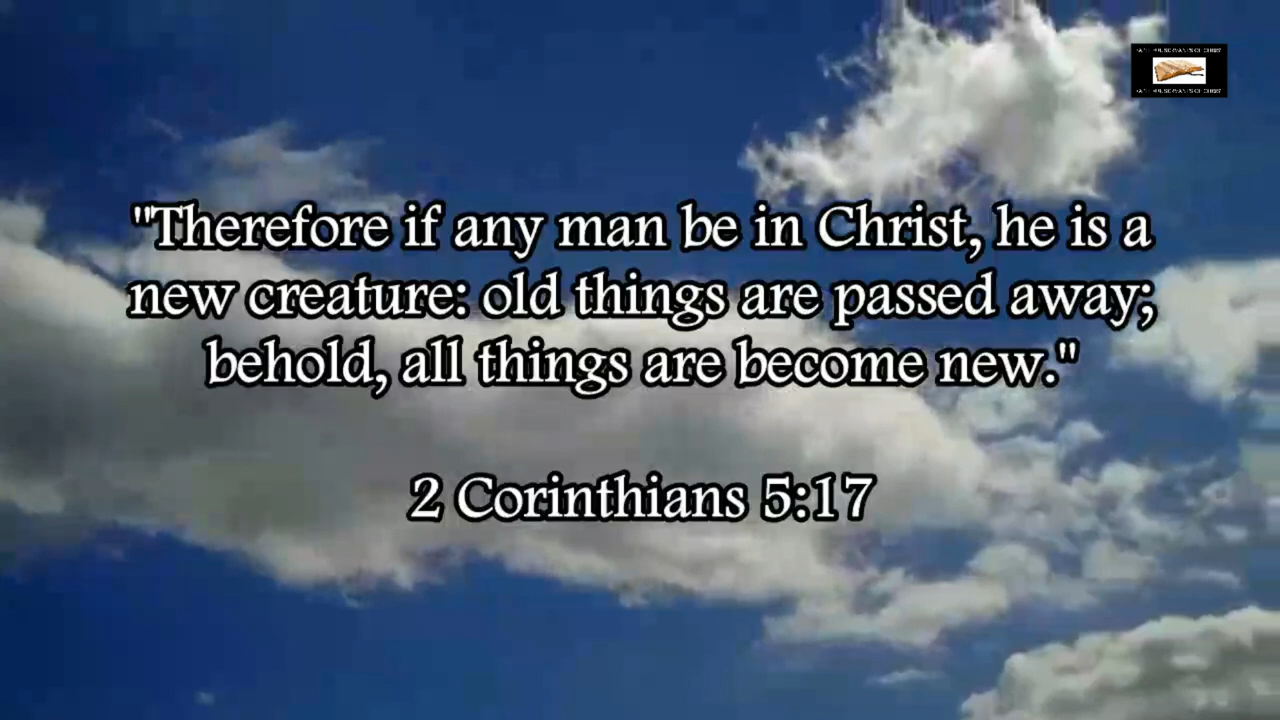 "Therefore if any man be in Christ, he is a
new creature: old things are passed away;
behold, all things are become new."
2 Corinthians 5:17